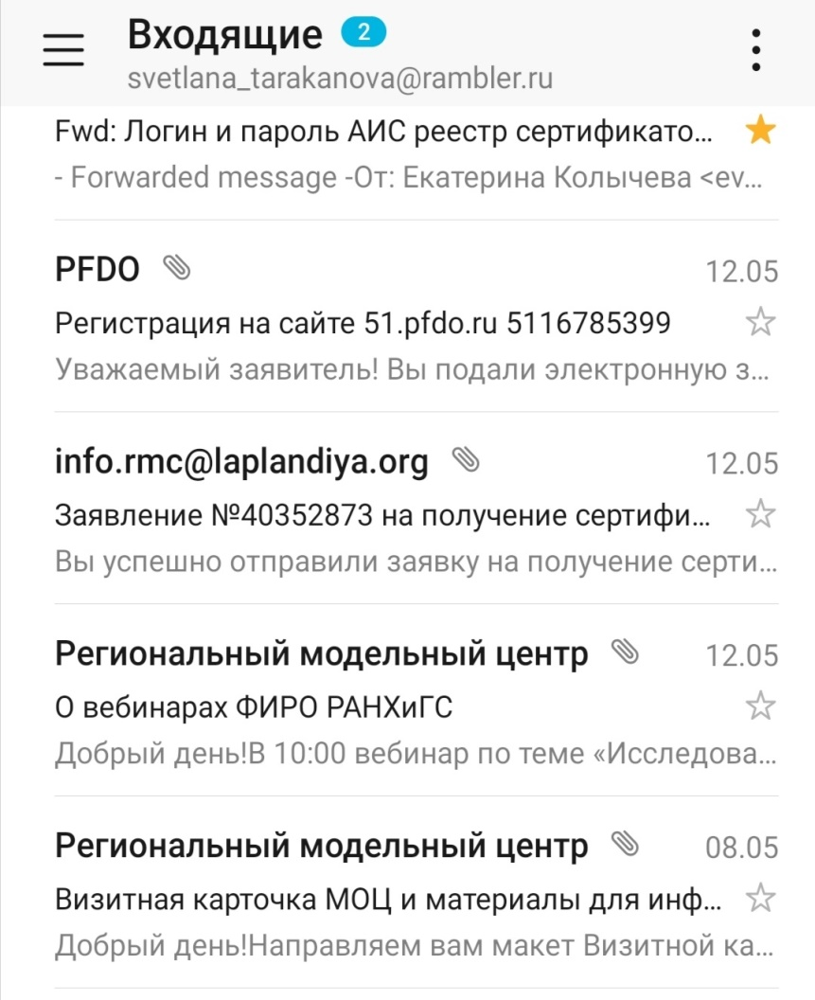 Входящие 2
svetlana_tarakanova@rambler.ru
Fwd: Логин и пароль АИС реестр сертификато...
- Forwarded message -От: Екатерина Колычева <ev...
PFDO 12.05
Регистрация на сайте 51.pfdo.ru 5116785399
Уважаемый заявитель! Вы подали электронную з...
info.rmc@laplandiya.org 12.05
Заявление №40352873 на получение сертифи...
Вы успешно отправили заявку на получение серти...
Региональный модельный центр 12.05
О вебинарах ФИРО РАНХиГС
Добрый день!В 10:00 вебинар по теме «Исследова...
Региональный модельный центр 08.05
Визитная карточка МОЦ и материалы для инф...
Добрый день!Направляем вам макет Визитной ка...